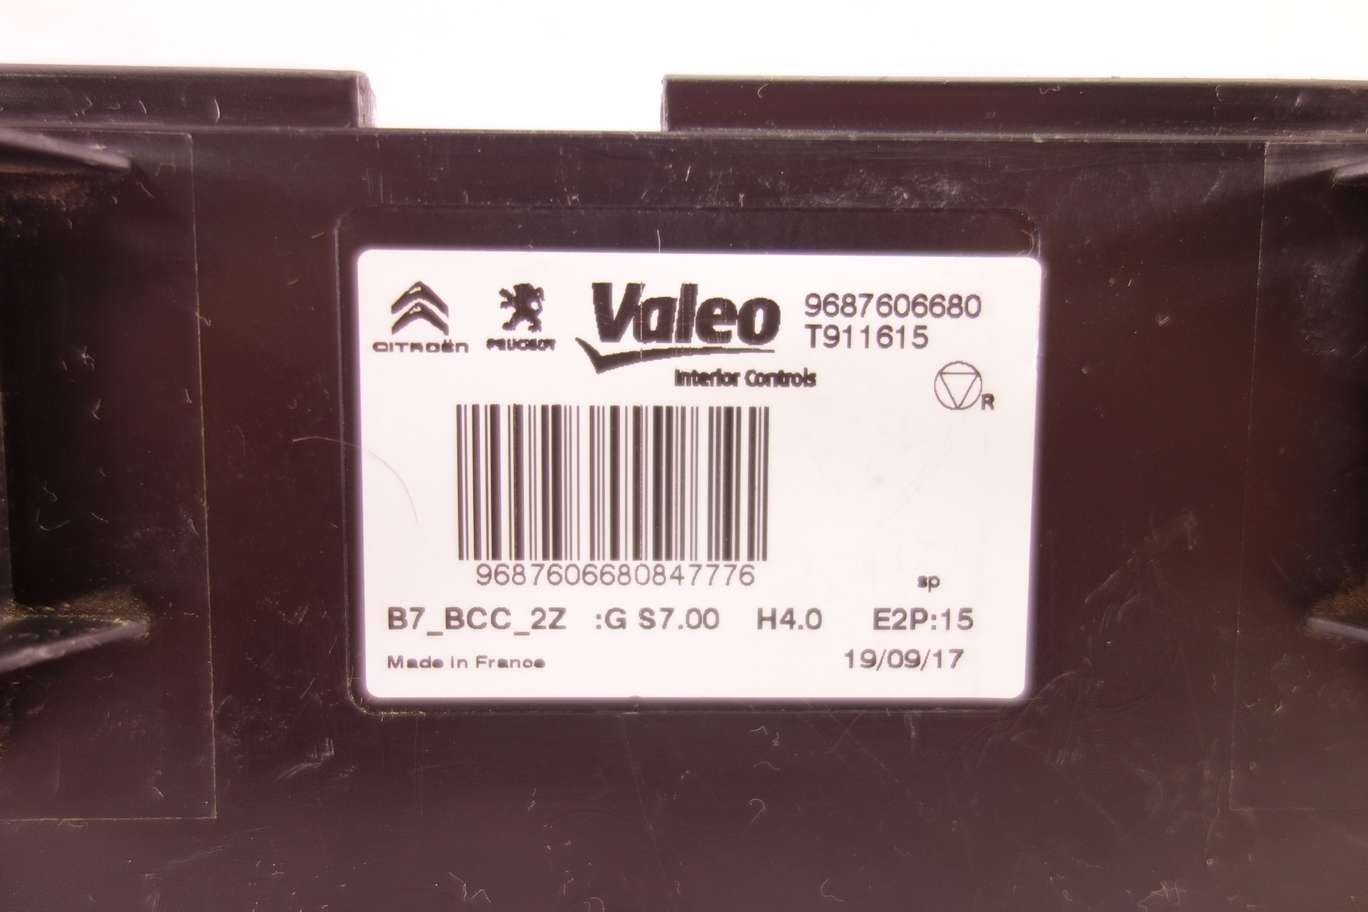 CITROËN
PEUGEOT
Valeo
Interior Controls
9687606680
T911615
R
9687606680847776
sp
B7_BCC_2Z :G S7.00 H4.0 E2P:15
Made in France
19/09/17